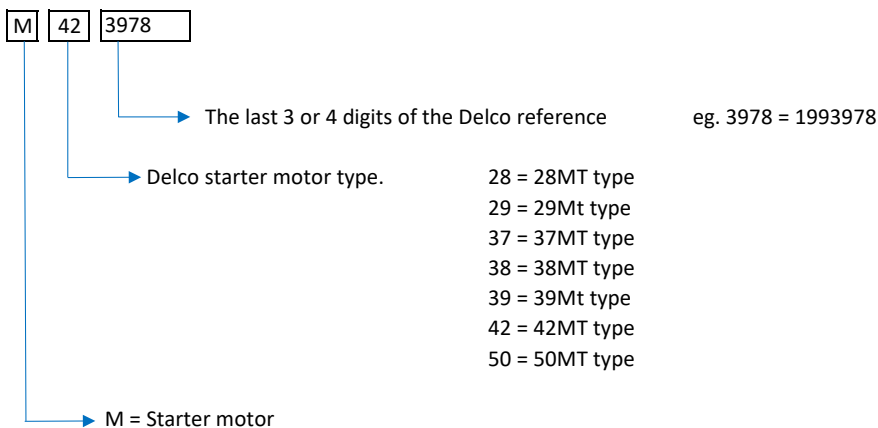 M 42 3978
The last 3 or 4 digits of the Delco reference eg. 3978 = 1993978
Delco starter motor type. 28 = 28MT type
29 = 29Mt type
37 = 37MT type
38 = 38MT type
39 = 39Mt type
42 = 42MT type
50 = 50MT type
M = Starter motor